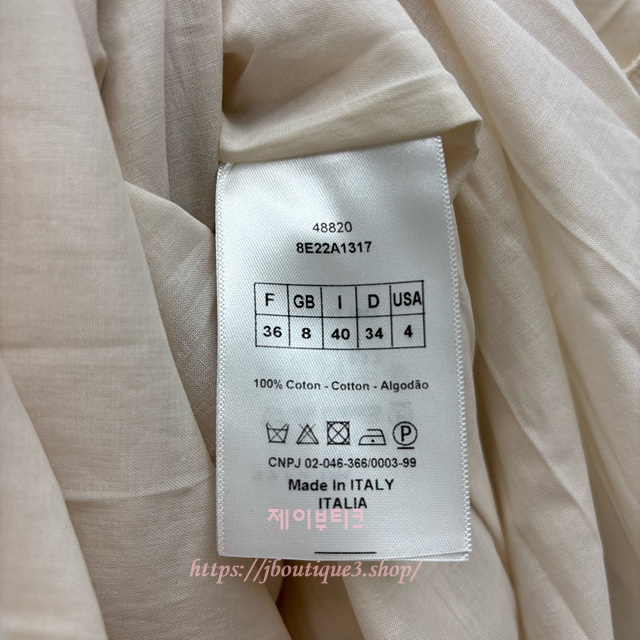 48820
8E22A1317
F GB I D USA
36 8 40 34 4
100% Coton - Cotton - Algodão
P
CNPJ 02-046-366/0003-99
Made In ITALY
ITALIA
제이부티크
https://jboutique3.shop/